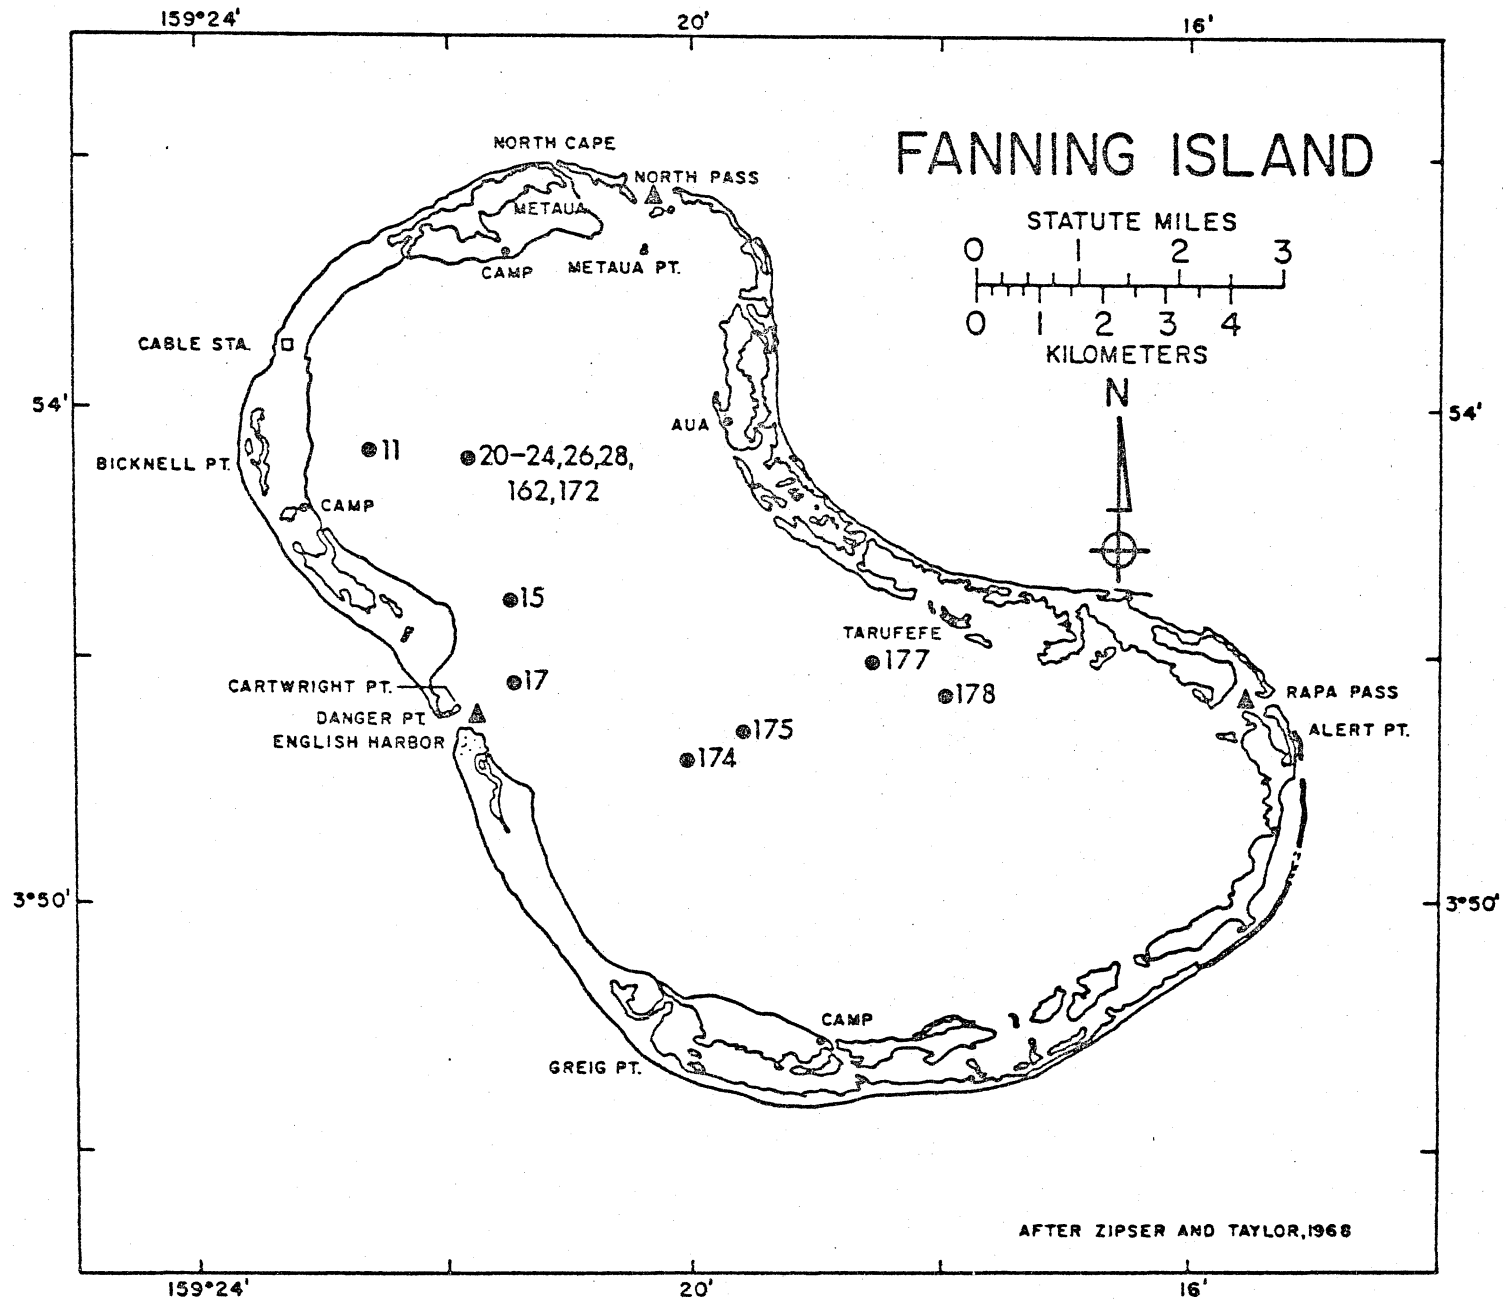 159°24' 20' 16'
FANNING ISLAND
STATUTE MILES
0 1 2 3
0 1 2 3 4
KILOMETERS
N
NORTH CAPE
NORTH PASS
METAUA
CAMP
METAUA PT.
CABLE STA.
54' 54'
AUA
BICKNELL PT.
11
20-24,26,28,
162,172
CAMP
15
TARUFEFE
177
17
178
CARTWRIGHT PT.
RAPA PASS
DANGER PT.
ALERT PT.
ENGLISH HARBOR
175
174
3°50' 3°50'
CAMP
GREIG PT.
AFTER ZIPSER AND TAYLOR,1968
159°24' 20' 16'